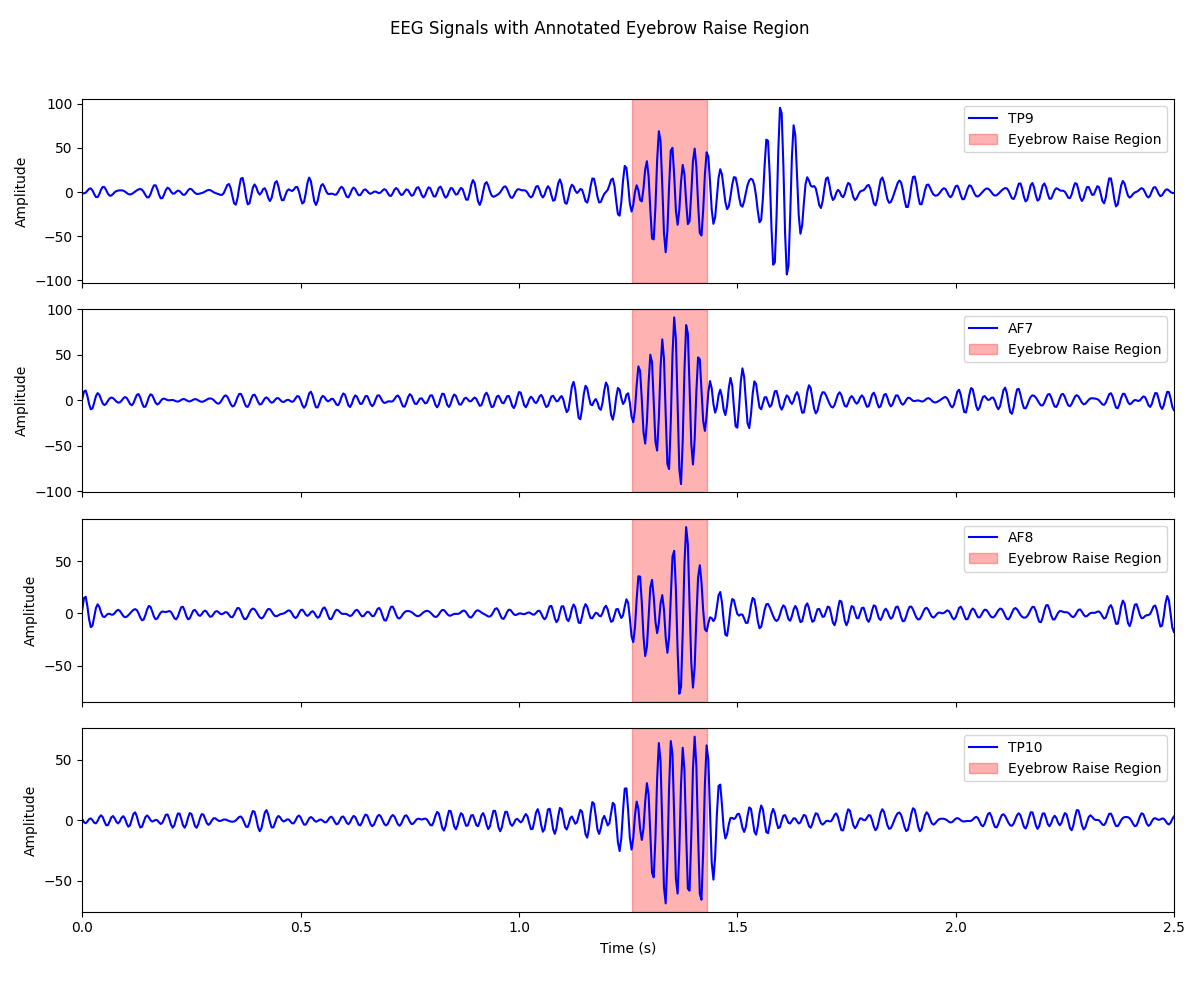 EEG Signals with Annotated Eyebrow Raise Region
100
50
0
−50
−100
Amplitude
TP9
Eyebrow Raise Region
100
50
0
−50
−100
Amplitude
AF7
Eyebrow Raise Region
50
0
−50
Amplitude
AF8
Eyebrow Raise Region
50
0
−50
Amplitude
TP10
Eyebrow Raise Region
0.0 0.5 1.0 1.5 2.0 2.5
Time (s)